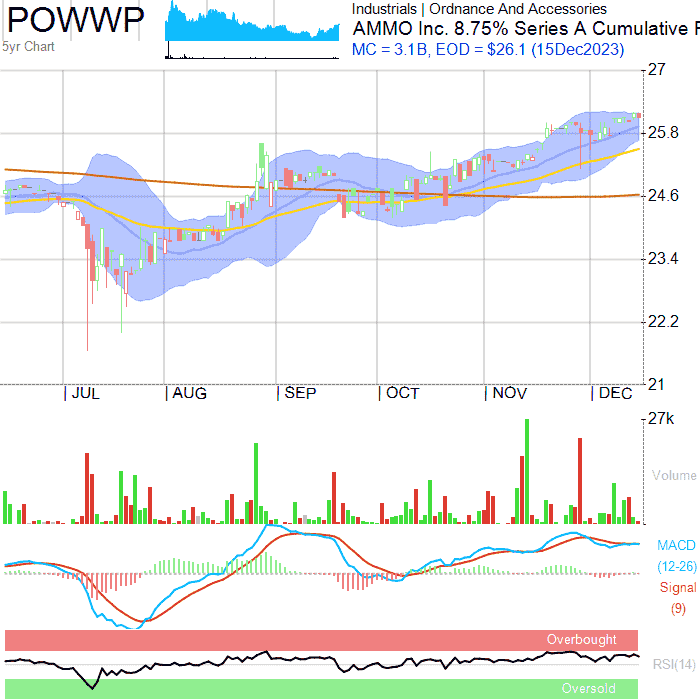 POWWP
5yr Chart
Industrials | Ordnance And Accessories
AMMO Inc. 8.75% Series A Cumulative
MC = 3.1B, EOD = $26.1 (15Dec2023)
27
25.8
24.6
23.4
22.2
21
JUL
AUG
SEP
OCT
NOV
DEC
27k
Volume
MACD
(12-26)
Signal
(9)
Overbought
RSI(14)
Oversold